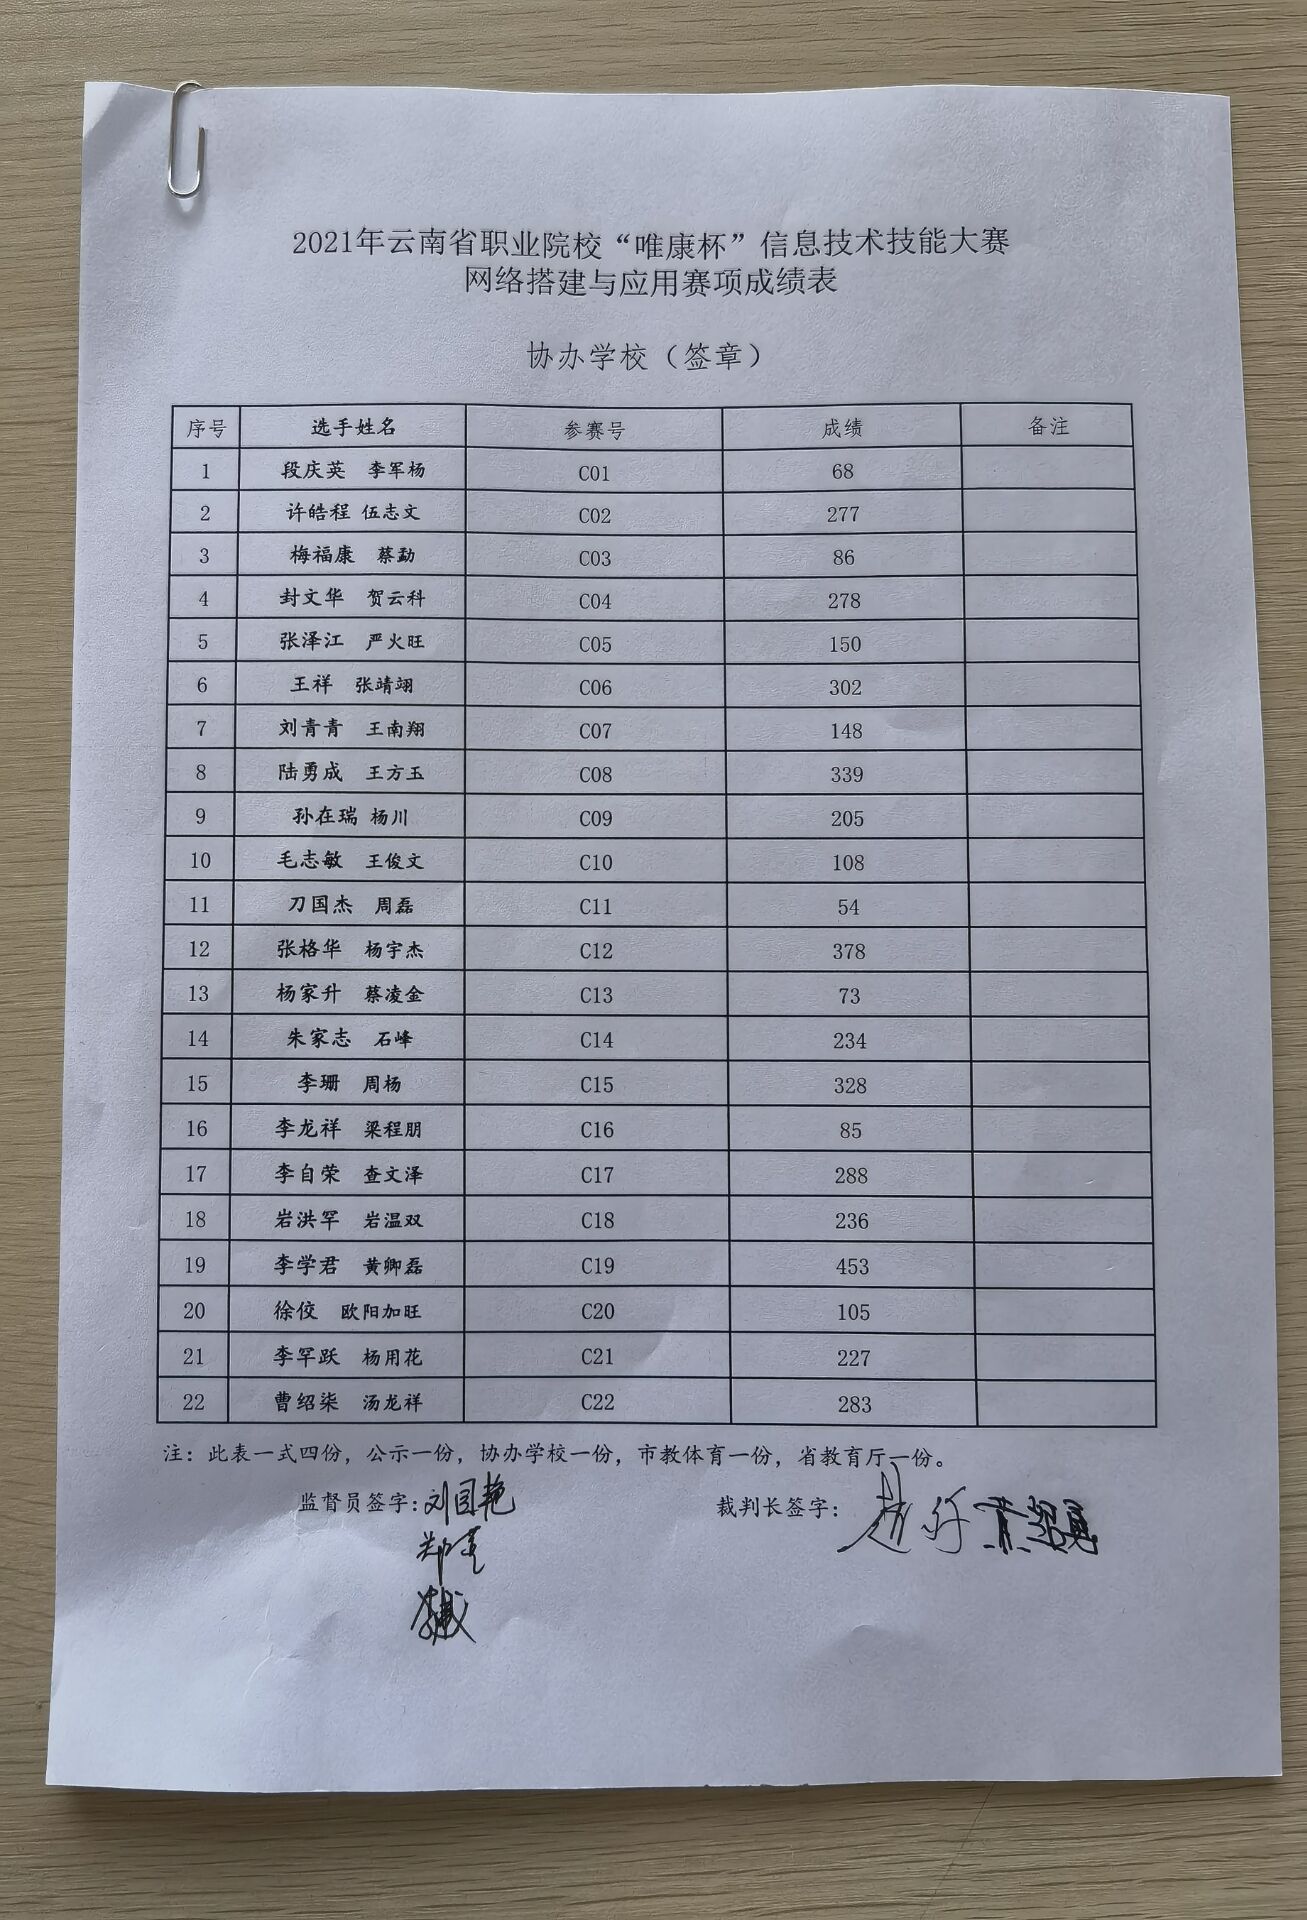 2021年云南省职业院校“唯康杯”信息技术技能大赛
网络搭建与应用赛项成绩表
协办学校（签章）
序号 选手姓名 参赛号 成绩 备注
1 段庆英 李军杨 C01 68
2 许皓程 伍志文 C02 277
3 梅福康 蔡勐 C03 86
4 封文华 贺云科 C04 278
5 张泽江 严火旺 C05 150
6 王祥 张靖翊 C06 302
7 刘青青 王南翔 C07 148
8 陆勇成 王方玉 C08 339
9 孙在瑞 杨川 C09 205
10 毛志敏 王俊文 C10 108
11 刀国杰 周磊 C11 54
12 张格华 杨宇杰 C12 378
13 杨家升 蔡凌金 C13 73
14 朱家志 石峰 C14 234
15 李珊 周杨 C15 328
16 李龙祥 梁程朋 C16 85
17 李自荣 查文泽 C17 288
18 岩洪罕 岩温双 C18 236
19 李学君 黄卿磊 C19 453
20 徐佼 欧阳加旺 C20 105
21 李罕跃 杨用花 C21 227
22 曹绍柒 汤龙祥 C22 283
注：此表一式四份，公示一份，协办学校一份，市教体育一份，省教育厅一份。
监督员签字：刘国艳 裁判长签字：